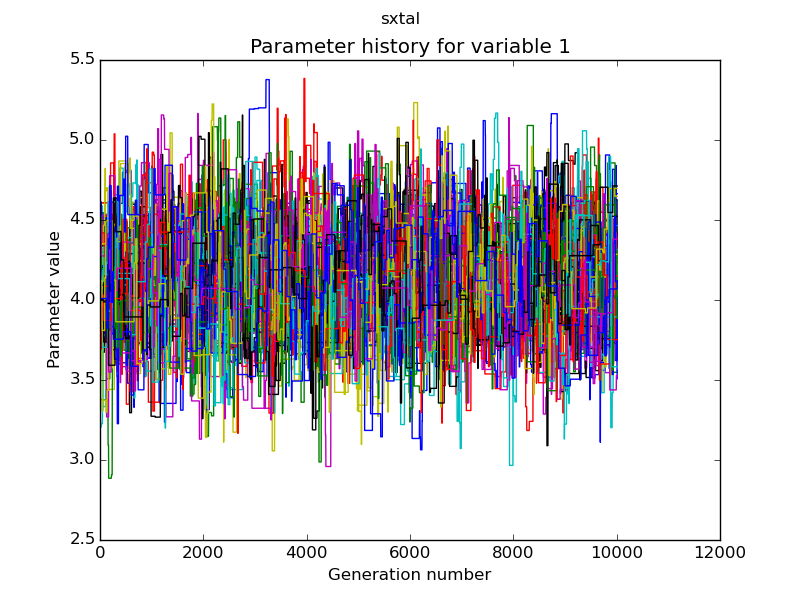 sxtal
Parameter history for variable 1
5.5
5.0
4.5
4.0
3.5
3.0
2.5
Parameter value
0 2000 4000 6000 8000 10000 12000
Generation number